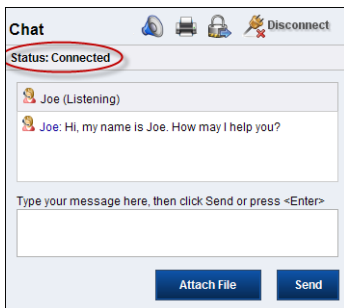 Chat
Disconnect
Status: Connected
Joe (Listening)
Joe: Hi, my name is Joe. How may I help you?
Type your message here, then click Send or press <Enter>
Attach File
Send